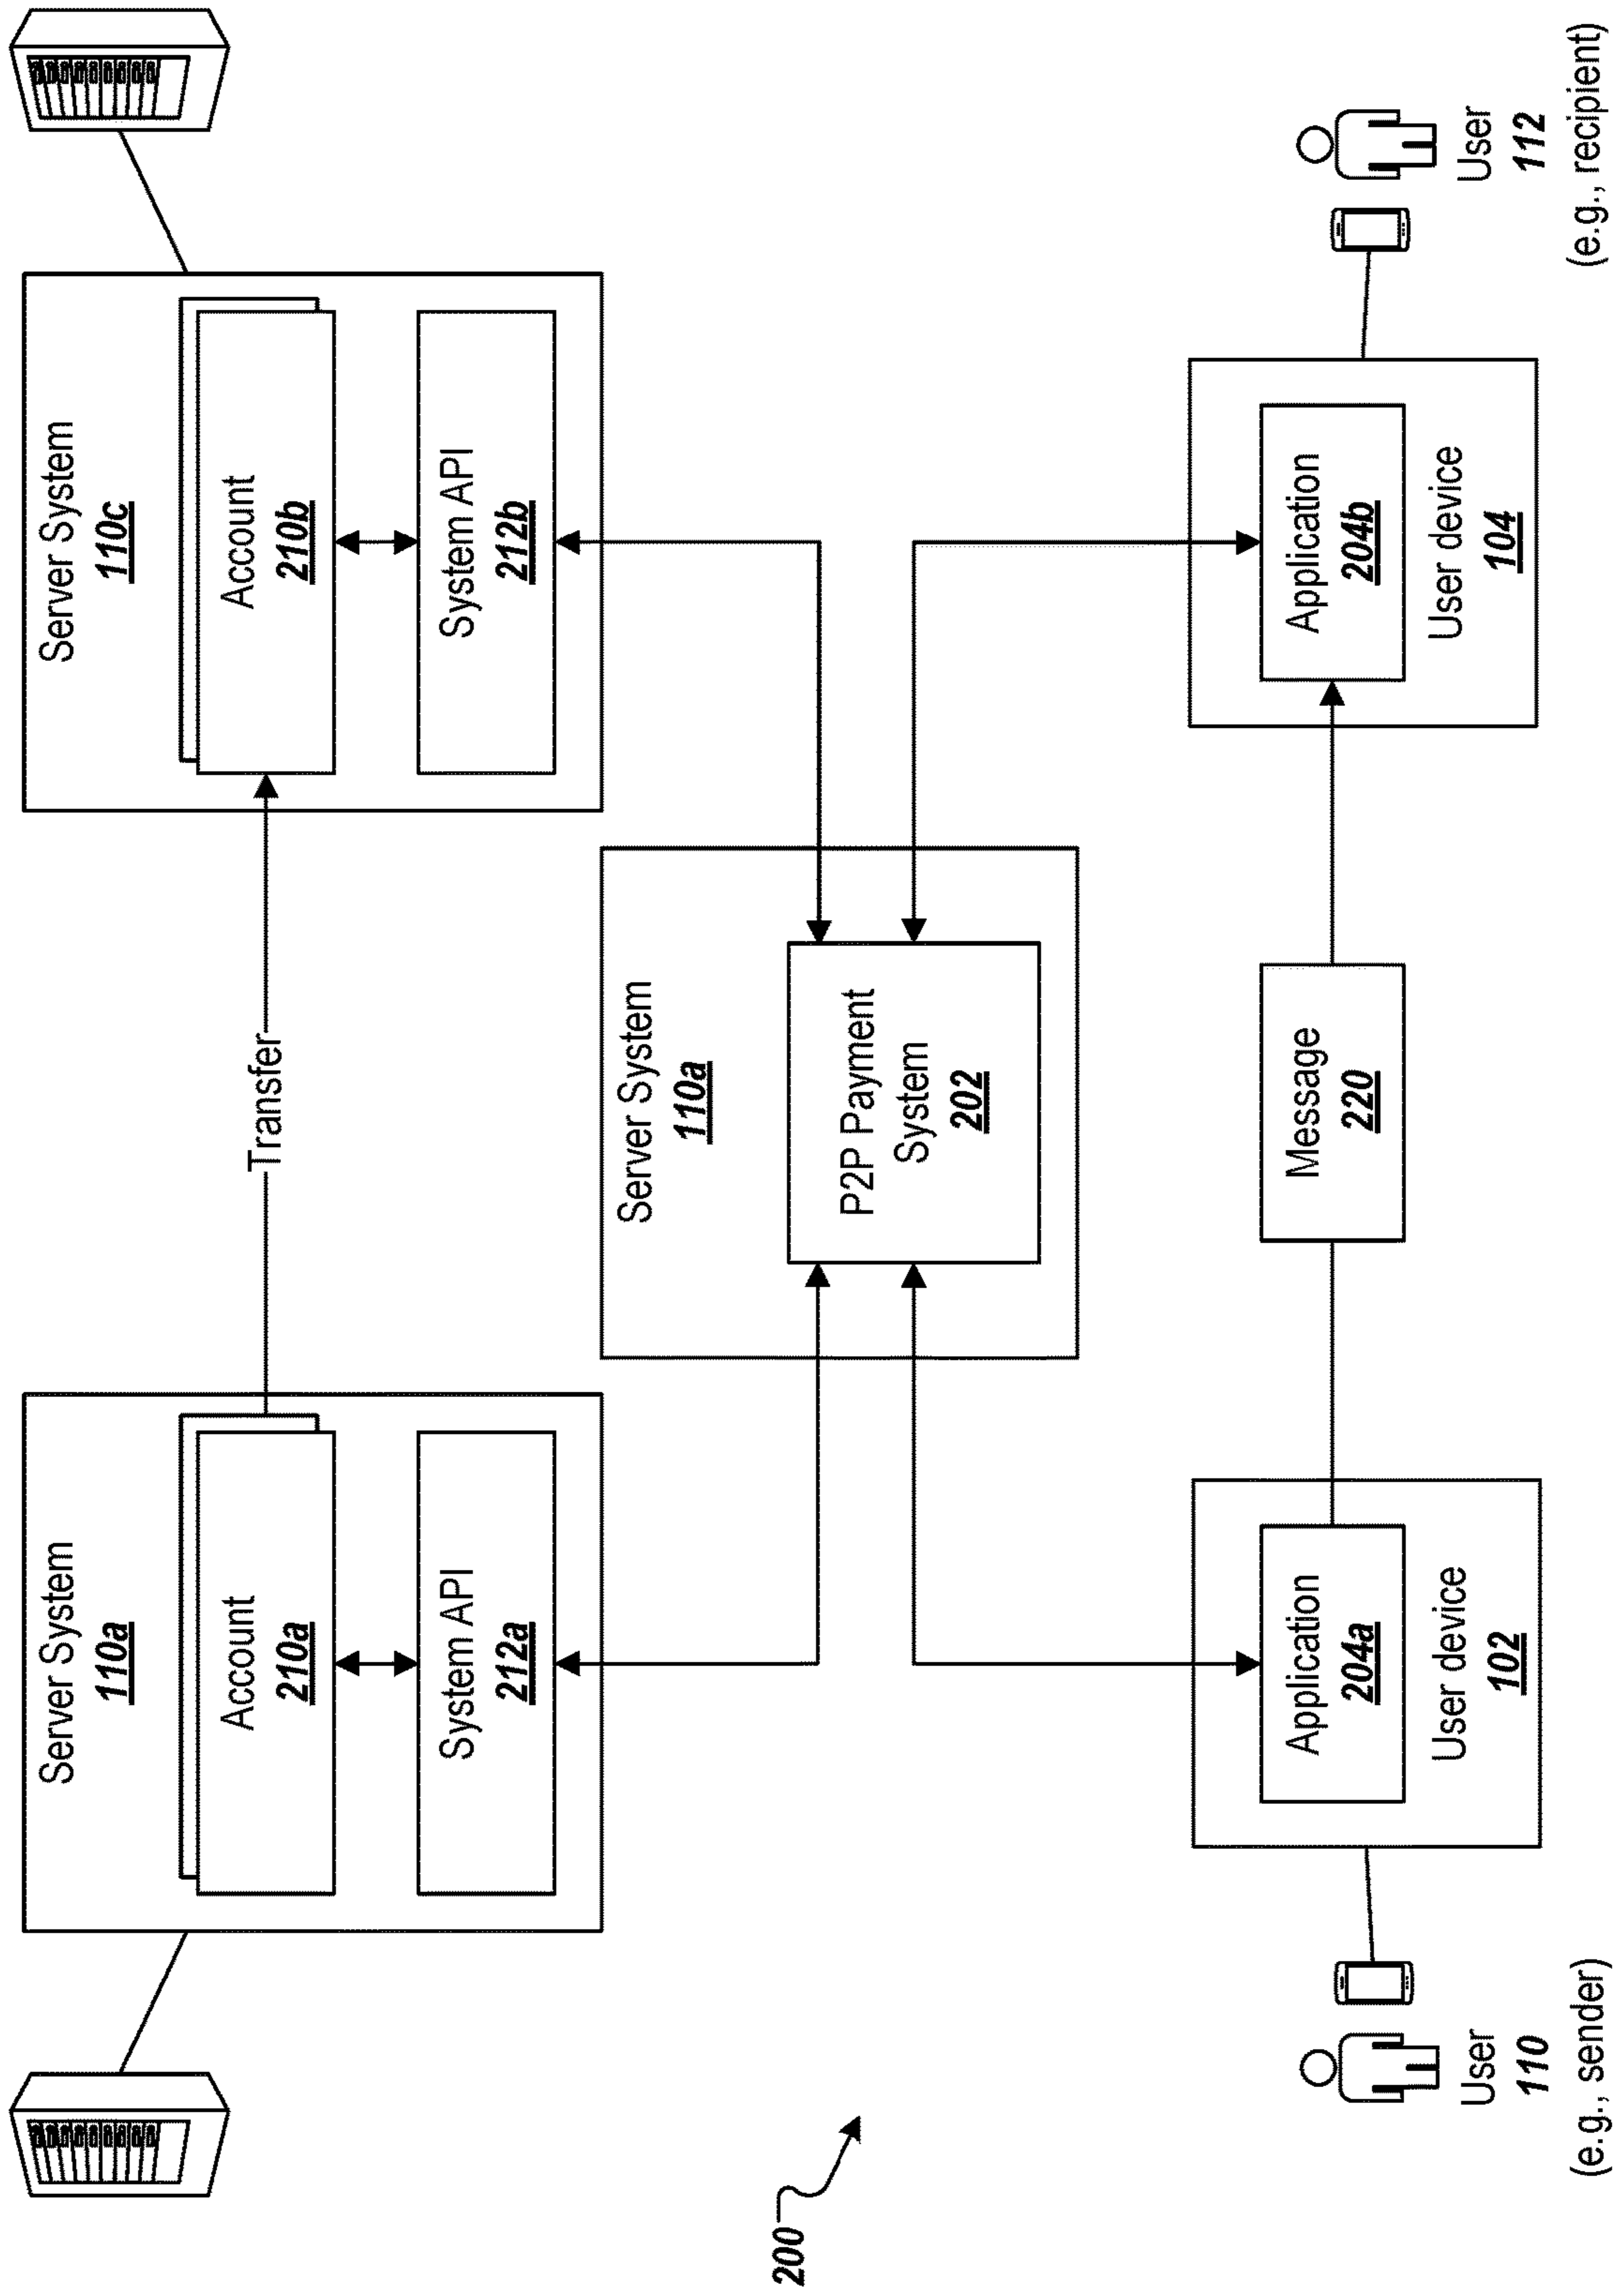 Server System
110a
Account
210a
System API
212a
Transfer
Server System
110c
Account
210b
System API
212b
Server System
110a
P2P Payment
System
202
200
User
110
(e.g., sender)
Application
204a
User device
102
Message
220
Application
204b
User device
104
User
112
(e.g., recipient)